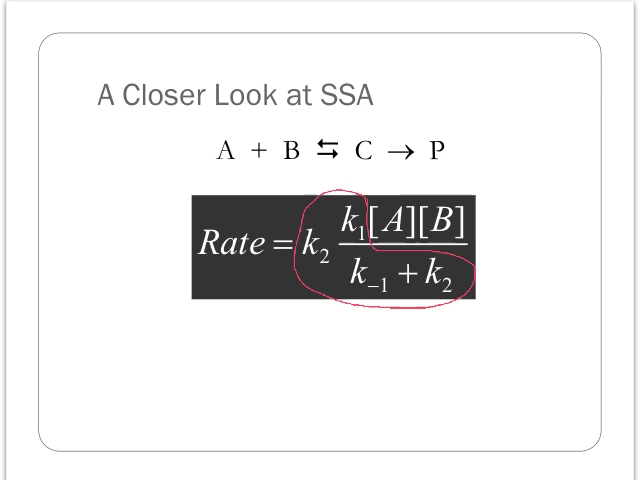 A Closer Look at SSA
A + B ⇆ C → P
Rate = k₂ k₁[A][B] / k₋₁ + k₂